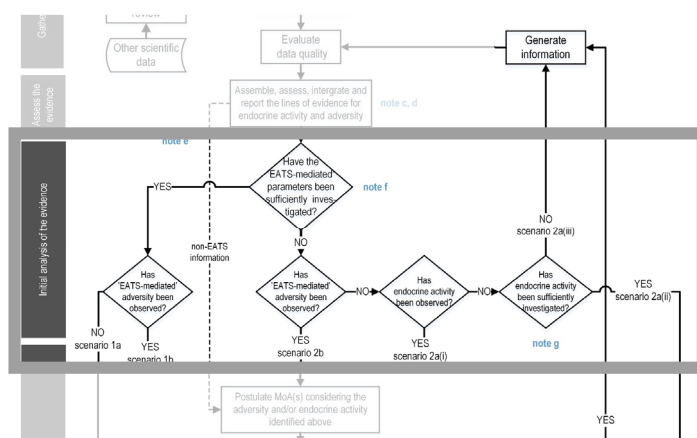 review
Gathe
Other scientific
data
Evaluate
data quality
Generate
information
Assess the
evidence
Assemble, assess, intergrate and
report the lines of evidence for
endocrine activity and adversity
note c, d
note e
Initial analysis of the evidence
Have the
EATS-mediated
parameters been
sufficiently inves-
tigated?
note f
YES
NO
non-EATS
information
NO
scenario 2a(iii)
Has
'EATS-mediated'
adversity been
observed?
Has
'EATS-mediated'
adversity been
observed?
NO
Has
endocrine activity
been observed?
NO
Has
endocrine activity
been sufficiently
investigated?
YES
scenario 2a(ii)
NO
scenario 1a
YES
scenario 1b
YES
scenario 2b
YES
scenario 2a(i)
note g
Postulate MoA(s) considering the
adversity and/or endocrine activity
identified above
YES